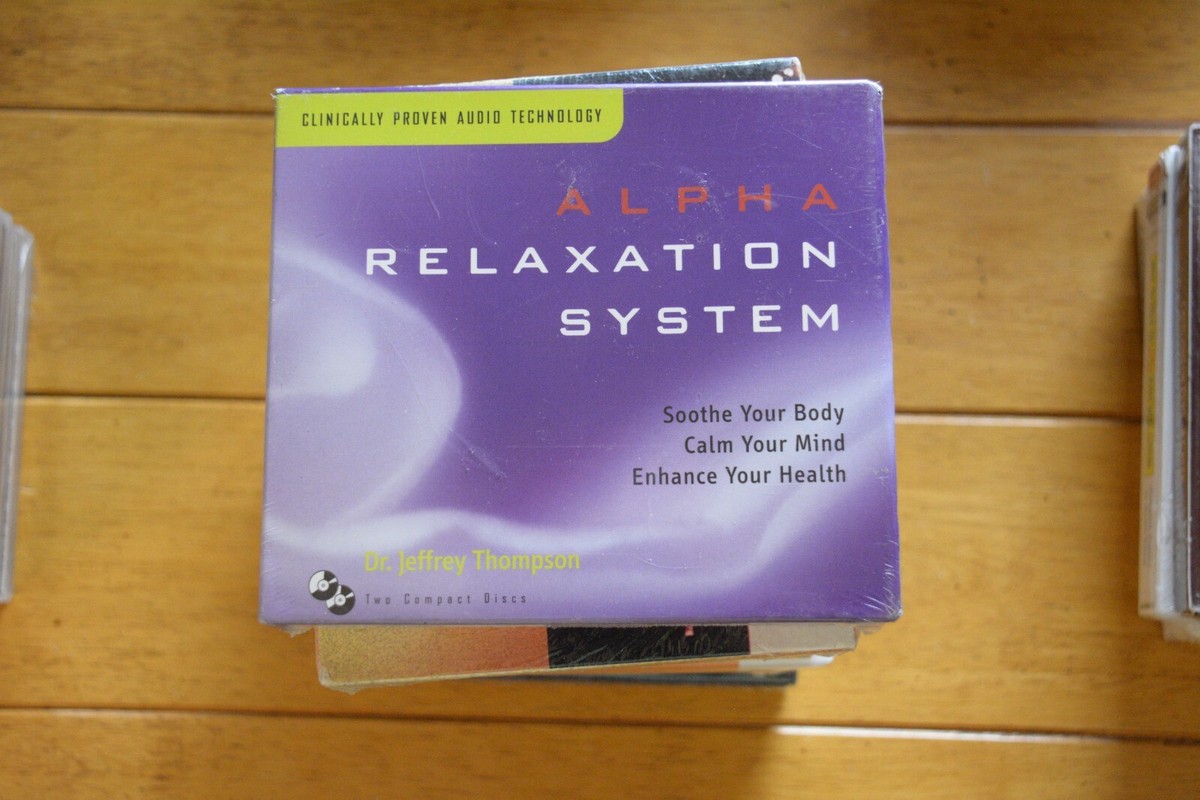 CLINICALLY PROVEN AUDIO TECHNOLOGY
ALPHA
RELAXATION
SYSTEM
Soothe Your Body
Calm Your Mind
Enhance Your Health
Dr. Jeffrey Thompson
Two Compact Discs